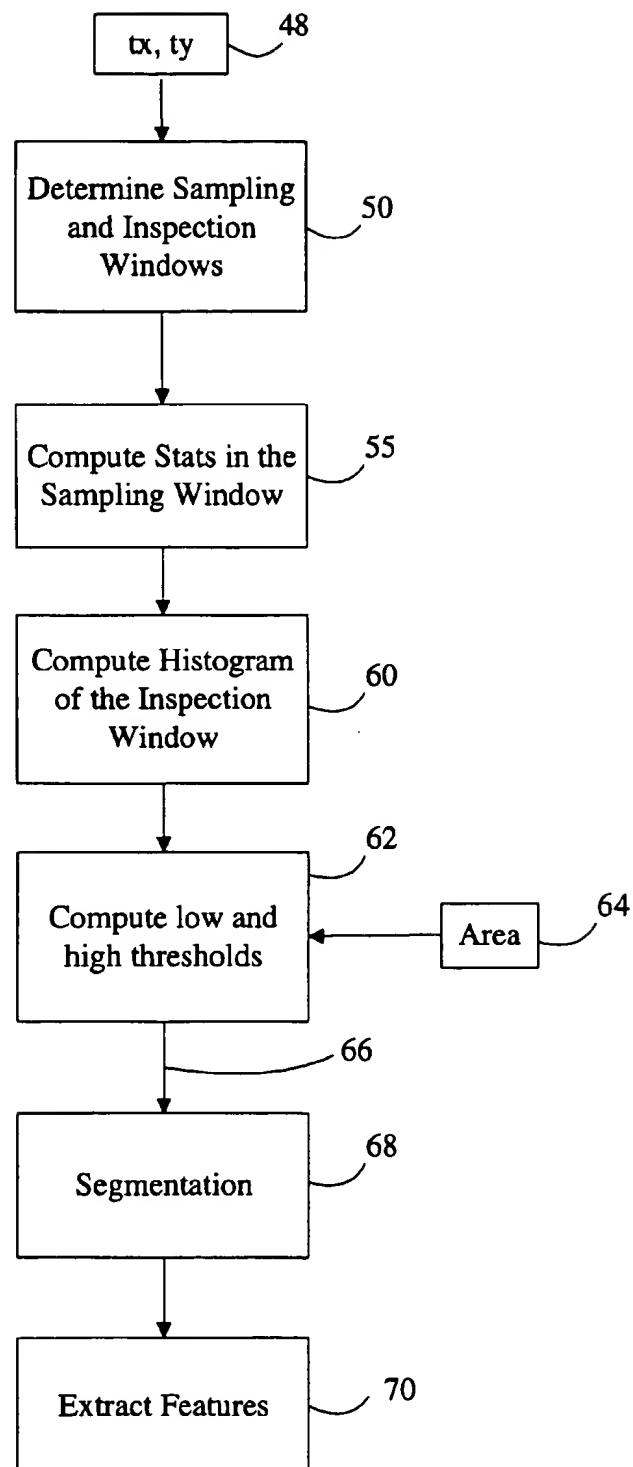 tx, ty
48
Determine Sampling
and Inspection
Windows
50
Compute Stats in the
Sampling Window
55
Compute Histogram
of the Inspection
Window
60
62
Compute low and
high thresholds
Area
64
66
Segmentation
68
Extract Features
70